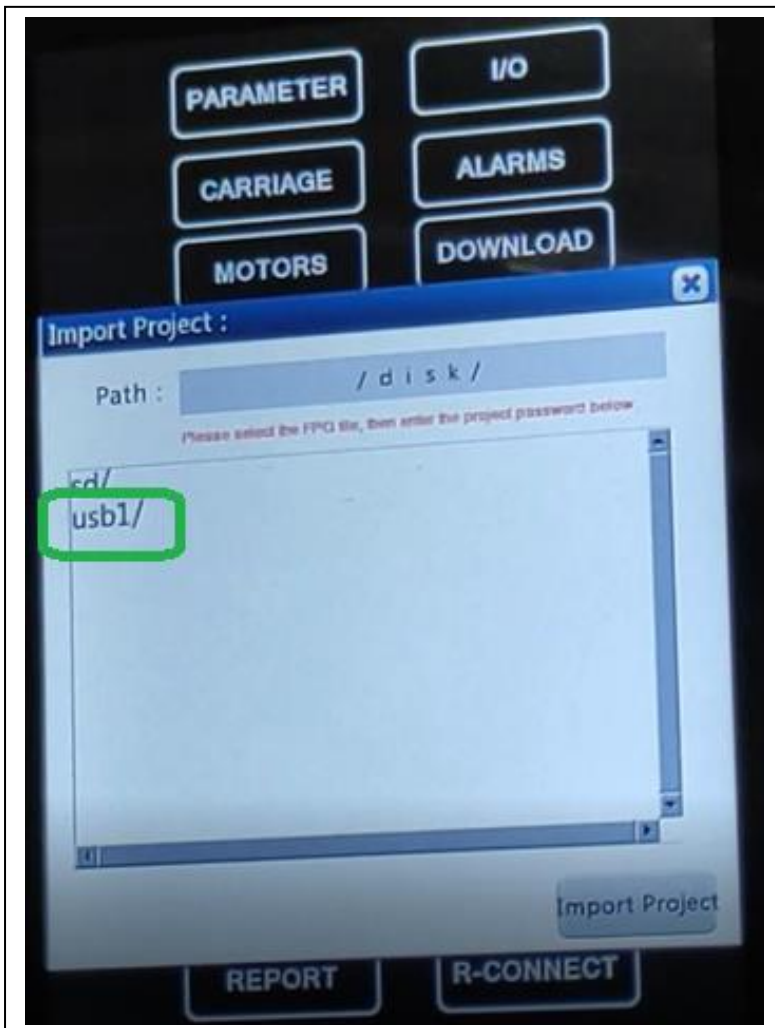 PARAMETER
I/O
CARRIAGE
ALARMS
MOTORS
DOWNLOAD
Import Project :
Path :
/disk/
Please select the FPG file, then enter the project password below
sd/
usb1/
Import Project
REPORT
R-CONNECT